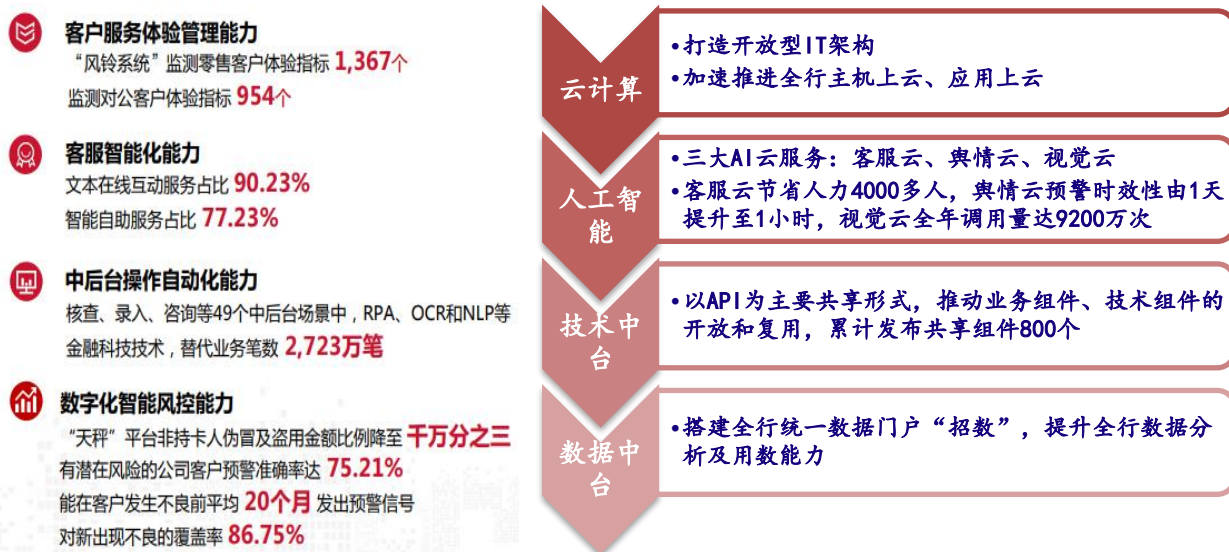 客户服务体验管理能力
“风铃系统”监测零售客户体验指标 1,367个
监测对公客户体验指标 954个
客服智能化能力
文本在线互动服务占比 90.23%
智能自助服务占比 77.23%
中后台操作自动化能力
核查、录入、咨询等49个中后台场景中，RPA、OCR和NLP等
金融科技技术，替代业务笔数 2,723万笔
数字化智能风控能力
“天秤”平台非持卡人伪冒及盗用金额比例降至 千万分之三
有潜在风险的公司客户预警准确率达 75.21%
能在客户发生不良前平均 20个月 发出预警信号
对新出现不良的覆盖率 86.75%
云计算
•打造开放型IT架构
•加速推进全行主机上云、应用上云
人工智
能
•三大AI云服务：客服云、舆情云、视觉云
•客服云节省人力4000多人，舆情云预警时效性由1天
提升至1小时，视觉云全年调用量达9200万次
技术中
台
•以API为主要共享形式，推动业务组件、技术组件的
开放和复用，累计发布共享组件800个
数据中
台
•搭建全行统一数据门户“招数”，提升全行数据分
析及用数能力